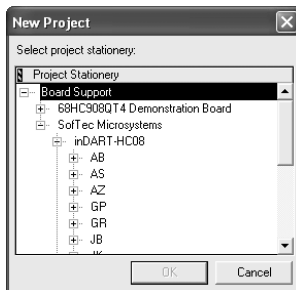 New Project
Select project stationery:
Project Stationery
Board Support
68HC908QT4 Demonstration Board
SofTec Microsystems
inDART-HC08
AB
AS
AZ
GP
GR
JB
OK
Cancel